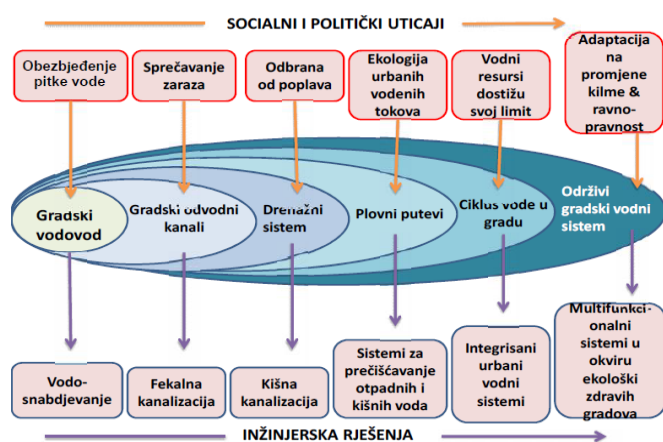 SOCIALNI I POLITIČKI UTICAJI
Obezbjeđenje
pitke vode
Sprečavanje
zaraza
Odbrana
od poplava
Ekologija
urbanih
vodenih
tokova
Vodni
resursi
dostižu
svoj limit
Adaptacija
na
promjene
kilme &
ravno-
pravnost
Gradski
vodovod
Gradski odvodni
kanali
Drenažni
sistem
Plovni putevi
Ciklus vode u
gradu
Održivi
gradski vodni
sistem
Vodo-
snabdjevanje
Fekalna
kanalizacija
Kišna
kanalizacija
Sistemi za
prečišćavanje
otpadnih i
kišnih voda
Integrisani
urbani
vodni
sistemi
Multifunkci-
onalni
sistemi u
okviru
ekološki
zdravih
gradova
INŽINJERSKA RJEŠENJA